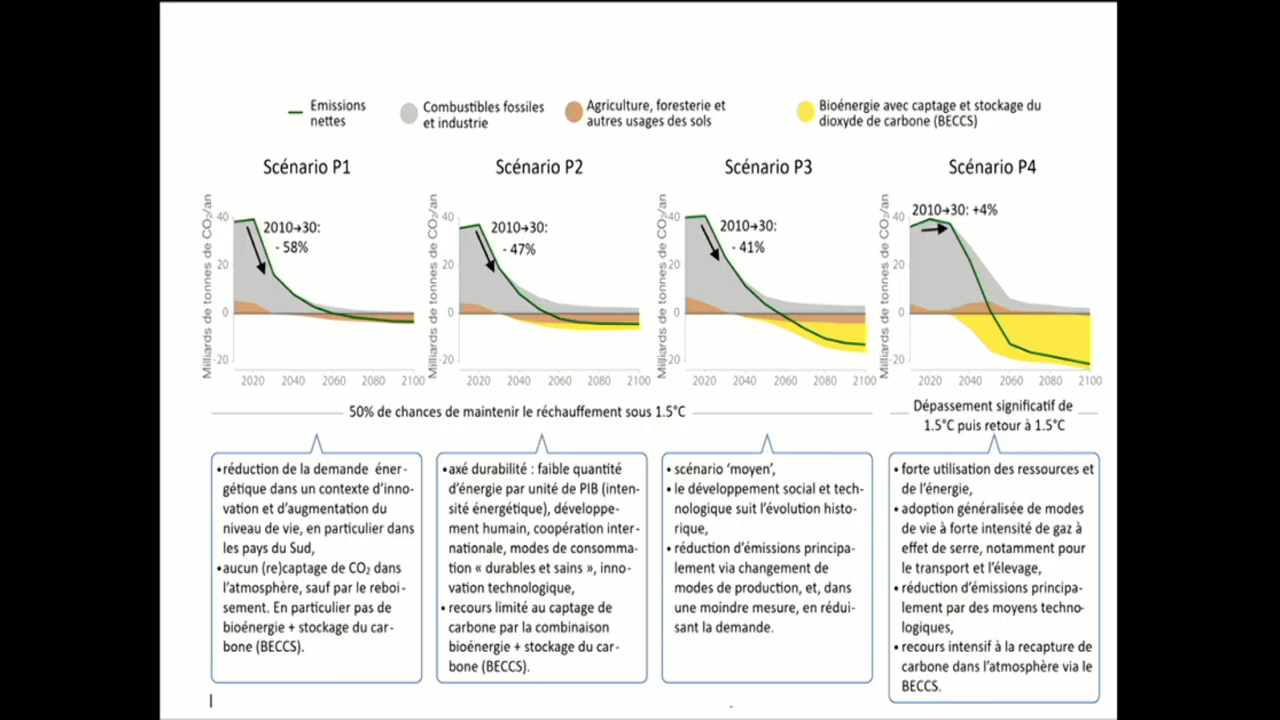 Emissions
nettes
Combustibles fossiles
et industrie
Agriculture, foresterie et
autres usages des sols
Bioénergie avec captage et stockage du
dioxyde de carbone (BECCS)
Scénario P1
Scénario P2
Scénario P3
Scénario P4
Milliards de tonnes de CO₂/an
40
20
0
-20
2010→30:
- 58%
2020 2040 2060 2080 2100
Milliards de tonnes de CO₂/an
40
20
0
-20
2010→30:
- 47%
2020 2040 2060 2080 2100
Milliards de tonnes de CO₂/an
40
20
0
-20
2010→30:
- 41%
2020 2040 2060 2080 2100
Milliards de tonnes de CO₂/an
40
20
0
-20
2010→30: +4%
2020 2040 2060 2080 2100
50% de chances de maintenir le réchauffement sous 1.5°C
Dépassement significatif de
1.5°C puis retour à 1.5°C
•réduction de la demande éner-
gétique dans un contexte d'inno-
vation et d'augmentation du
niveau de vie, en particulier dans
les pays du Sud,
•aucun (re)captage de CO₂ dans
l'atmosphère, sauf par le reboi-
sement. En particulier pas de
bioénergie + stockage du car-
bone (BECCS).
•axé durabilité : faible quantité
d'énergie par unité de PIB (inten-
sité énergétique), développe-
ment humain, coopération inter-
nationale, modes de consomma-
tion « durables et sains », inno-
vation technologique,
• recours limité au captage de
carbone par la combinaison
bioénergie + stockage du car-
bone (BECCS).
• scénario 'moyen',
• le développement social et tech-
nologique suit l'évolution histo-
rique,
• réduction d'émissions principa-
lement via changement de
modes de production, et, dans
une moindre mesure, en rédui-
sant la demande.
• forte utilisation des ressources et
de l'énergie,
• adoption généralisée de modes
de vie à forte intensité de gaz à
effet de serre, notamment pour
le transport et l'élevage,
• réduction d'émissions principa-
lement par des moyens techno-
logiques,
• recours intensif à la recapture de
carbone dans l'atmosphère via le
BECCS.